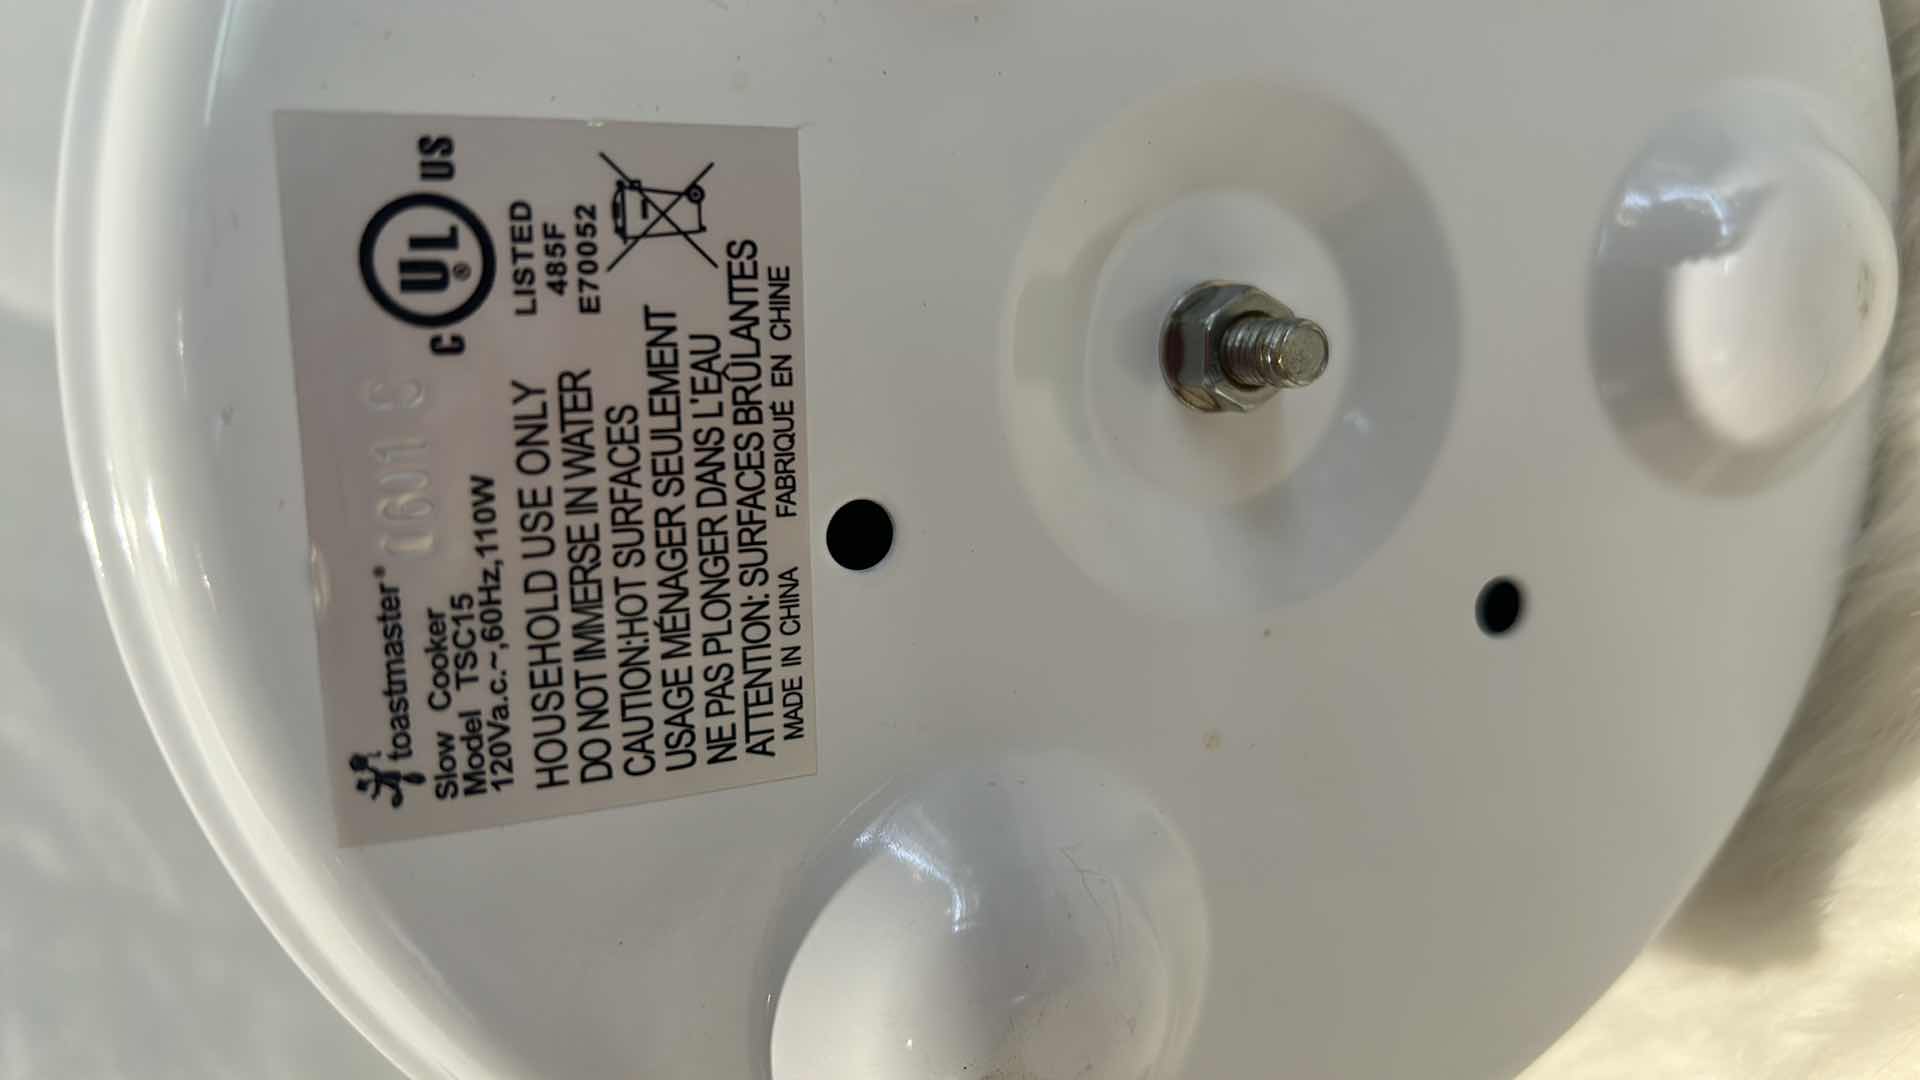 toastmaster®
Slow Cooker
Model TSC15
120Va.c.~,60Hz,110W
C UL® US
LISTED
485F
E70052
HOUSEHOLD USE ONLY
DO NOT IMMERSE IN WATER
CAUTION:HOT SURFACES
USAGE MÉNAGER SEULEMENT
NE PAS PLONGER DANS L'EAU
ATTENTION: SURFACES BRÛLANTES
MADE IN CHINA FABRIQUÉ EN CHINE